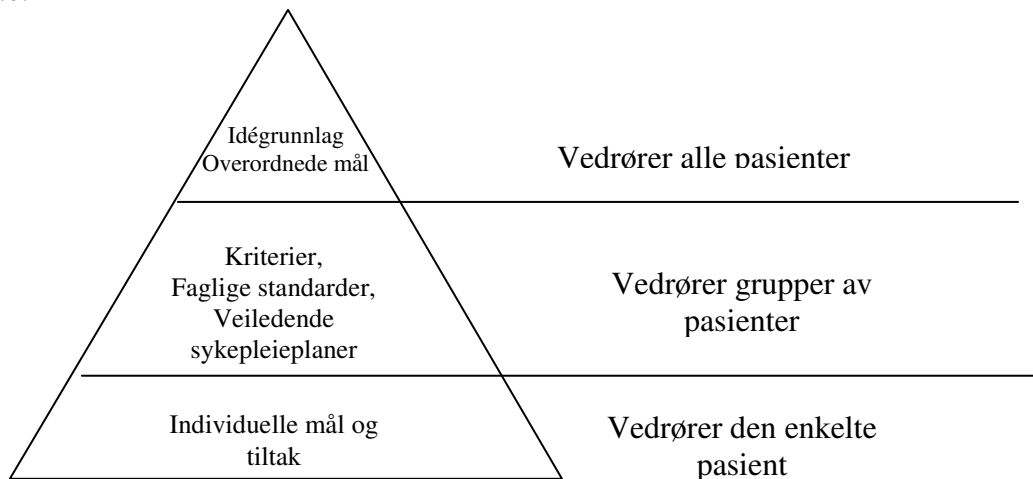 Idégrunnlag
Overordnede mål
Vedrører alle pasienter
Kriterier,
Faglige standarder,
Veiledende
sykepleieplaner
Vedrører grupper av
pasienter
Individuelle mål og
tiltak
Vedrører den enkelte
pasient